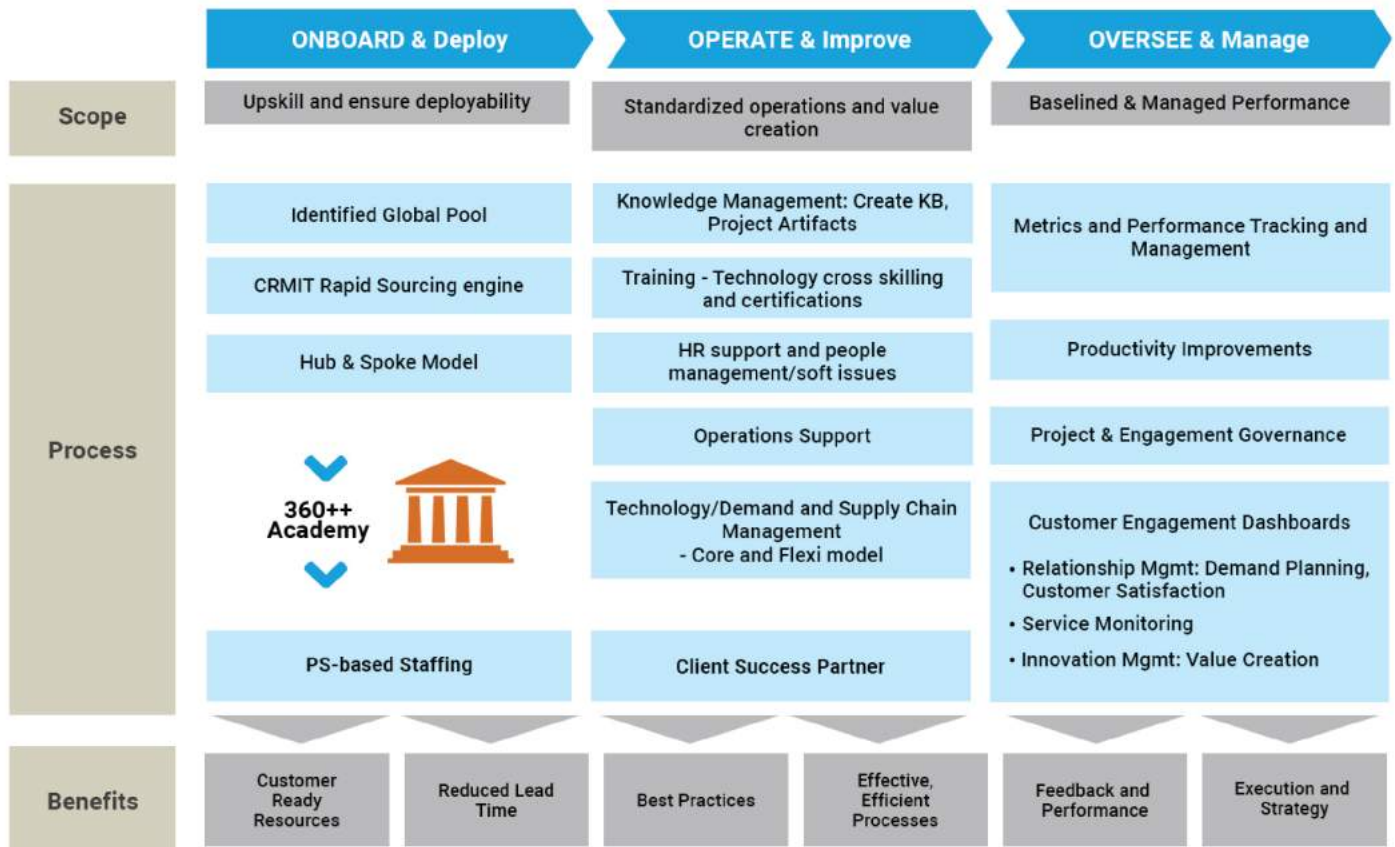 ONBOARD & Deploy
OPERATE & Improve
OVERSEE & Manage
Scope
Upskill and ensure deployability
Standardized operations and value
creation
Baselined & Managed Performance
Process
Identified Global Pool
CRMIT Rapid Sourcing engine
Hub & Spoke Model
360++
Academy
PS-based Staffing
Knowledge Management: Create KB,
Project Artifacts
Training - Technology cross skilling
and certifications
HR support and people
management/soft issues
Operations Support
Technology/Demand and Supply Chain
Management
- Core and Flexi model
Client Success Partner
Metrics and Performance Tracking and
Management
Productivity Improvements
Project & Engagement Governance
Customer Engagement Dashboards
• Relationship Mgmt: Demand Planning,
Customer Satisfaction
• Service Monitoring
• Innovation Mgmt: Value Creation
Benefits
Customer
Ready
Resources
Reduced Lead
Time
Best Practices
Effective,
Efficient
Processes
Feedback and
Performance
Execution and
Strategy